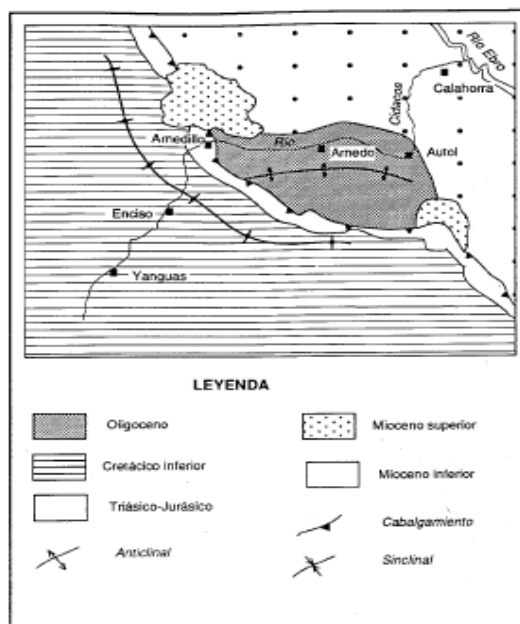 Río Ebro
Calahorra
Cidacos
Arnedillo
Río
Arnedo
Autol
Enciso
Yanguas
LEYENDA
Oligoceno
Mioceno superior
Cretácico inferior
Mioceno inferior
Triásico-Jurásico
Cabalgamiento
Anticlinal
Sinclinal